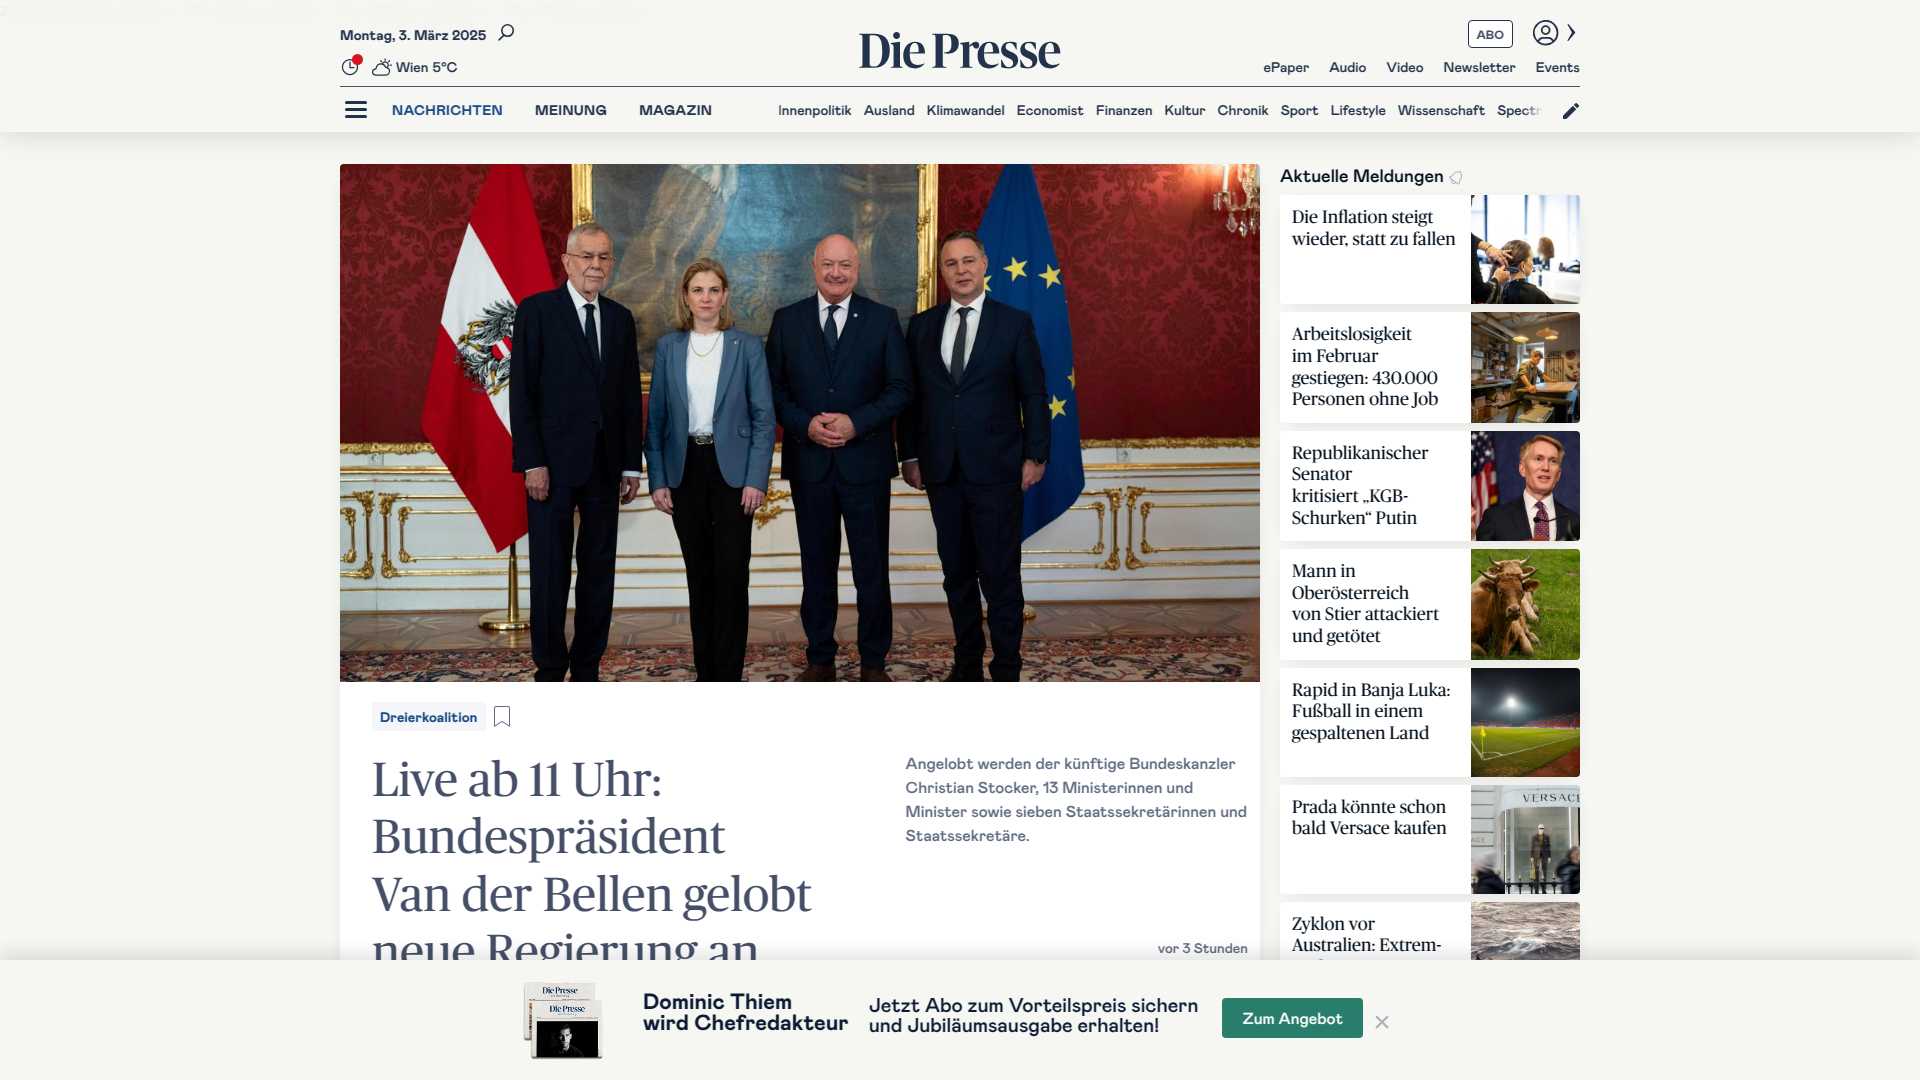 Montag, 3. März 2025
Die Presse
ABO
Wien 5°C
ePaper Audio Video Newsletter Events
NACHRICHTEN MEINUNG MAGAZIN
Innenpolitik Ausland Klimawandel Economist Finanzen Kultur Chronik Sport Lifestyle Wissenschaft Spectr
Dreierkoalition
Live ab 11 Uhr:
Bundespräsident
Van der Bellen gelobt
neue Regierung an
Angelobt werden der künftige Bundeskanzler
Christian Stocker, 13 Ministerinnen und
Minister sowie sieben Staatssekretärinnen und
Staatssekretäre.
vor 3 Stunden
Aktuelle Meldungen
Die Inflation steigt
wieder, statt zu fallen
Arbeitslosigkeit
im Februar
gestiegen: 430.000
Personen ohne Job
Republikanischer
Senator
kritisiert „KGB-
Schurken“ Putin
Mann in
Oberösterreich
von Stier attackiert
und getötet
Rapid in Banja Luka:
Fußball in einem
gespaltenen Land
Prada könnte schon
bald Versace kaufen
VERSACE
Zyklon vor
Australien: Extrem-
Die Presse
Die Presse
Dominic Thiem
wird Chefredakteur
Jetzt Abo zum Vorteilspreis sichern
und Jubiläumsausgabe erhalten!
Zum Angebot